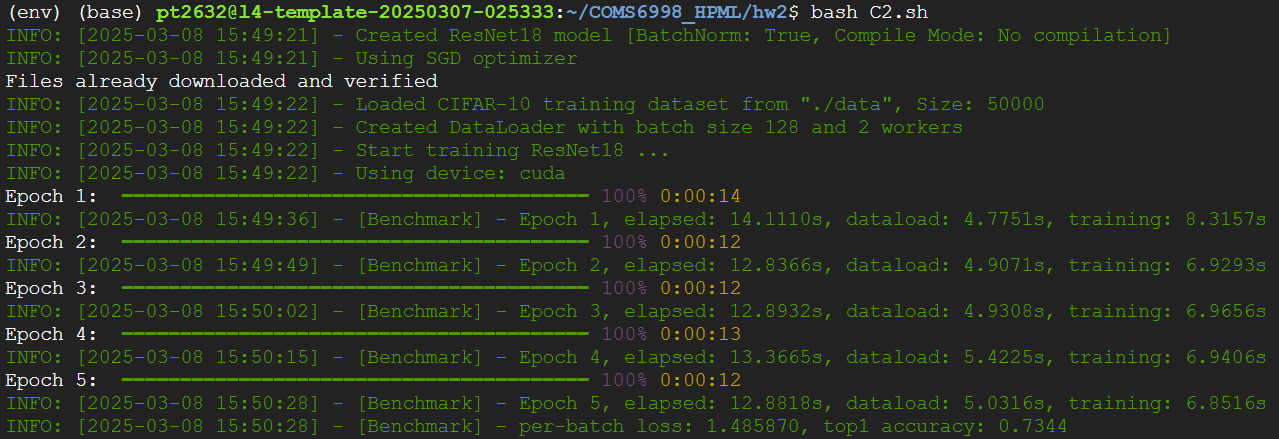 (env) (base) pt2632@l4-template-20250307-025333:~/COMS6998_HPML/hw2$ bash C2.sh
INFO: [2025-03-08 15:49:21] - Created ResNet18 model [BatchNorm: True, Compile Mode: No compilation]
INFO: [2025-03-08 15:49:21] - Using SGD optimizer
Files already downloaded and verified
INFO: [2025-03-08 15:49:22] - Loaded CIFAR-10 training dataset from "./data", Size: 50000
INFO: [2025-03-08 15:49:22] - Created DataLoader with batch size 128 and 2 workers
INFO: [2025-03-08 15:49:22] - Start training ResNet18 ...
INFO: [2025-03-08 15:49:22] - Using device: cuda
Epoch 1: 100% 0:00:14
INFO: [2025-03-08 15:49:36] - [Benchmark] - Epoch 1, elapsed: 14.1110s, dataload: 4.7751s, training: 8.3157s
Epoch 2: 100% 0:00:12
INFO: [2025-03-08 15:49:49] - [Benchmark] - Epoch 2, elapsed: 12.8366s, dataload: 4.9071s, training: 6.9293s
Epoch 3: 100% 0:00:12
INFO: [2025-03-08 15:50:02] - [Benchmark] - Epoch 3, elapsed: 12.8932s, dataload: 4.9308s, training: 6.9656s
Epoch 4: 100% 0:00:13
INFO: [2025-03-08 15:50:15] - [Benchmark] - Epoch 4, elapsed: 13.3665s, dataload: 5.4225s, training: 6.9406s
Epoch 5: 100% 0:00:12
INFO: [2025-03-08 15:50:28] - [Benchmark] - Epoch 5, elapsed: 12.8818s, dataload: 5.0316s, training: 6.8516s
INFO: [2025-03-08 15:50:28] - [Benchmark] - per-batch loss: 1.485870, top1 accuracy: 0.7344